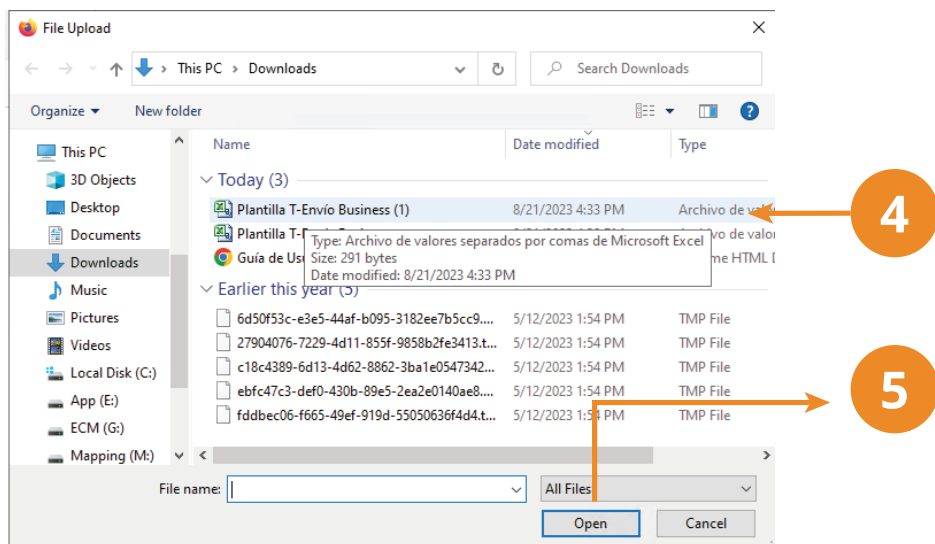 File Upload
This PC > Downloads
Search Downloads
Organize
New folder
This PC
3D Objects
Desktop
Documents
Downloads
Music
Pictures
Videos
Local Disk (C:)
App (E:)
ECM (G:)
Mapping (M:)
Name Date modified Type
Today (3)
Plantilla T-Envío Business (1) 8/21/2023 4:33 PM Archivo de
Plantilla
Guía de
Type: Archivo de valores separados por comas de Microsoft Excel
Size: 291 bytes
Date modified: 8/21/2023 4:33 PM
HTML
Earlier this year (5)
6d50f53c-e3e5-44af-b095-3182ee7b5cc9.... 5/12/2023 1:54 PM TMP File
27904076-7229-4d11-855f-9858b2fe3413.t... 5/12/2023 1:54 PM TMP File
c18c4389-6d13-4d62-8862-3ba1e0547342... 5/12/2023 1:54 PM TMP File
ebfc47c3-def0-430b-89e5-2ea2e0140ae8.... 5/12/2023 1:54 PM TMP File
fddbec06-f665-49ef-919d-55050636f4d4.t... 5/12/2023 1:54 PM TMP File
File name:
All Files
Open
Cancel
4
5